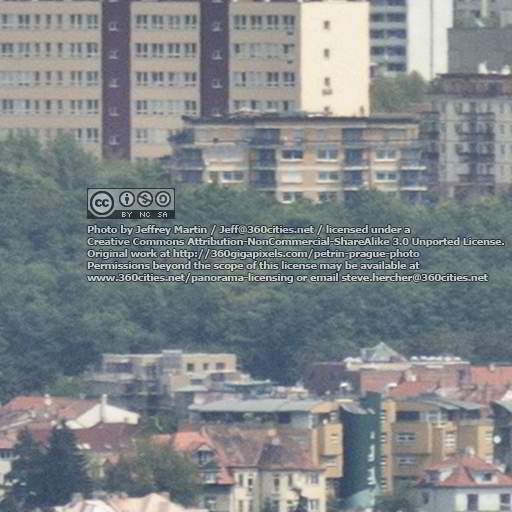 cc
BY NC SA
Photo by Jeffrey Martin / Jeff@360cities.net / licensed under a
Creative Commons Attribution-NonCommercial-ShareAlike 3.0 Unported License.
Original work at http://360gigapixels.com/petrin-prague-photo
Permissions beyond the scope of this license may be available at
www.360cities.net/panorama-licensing or email steve.hercher@360cities.net